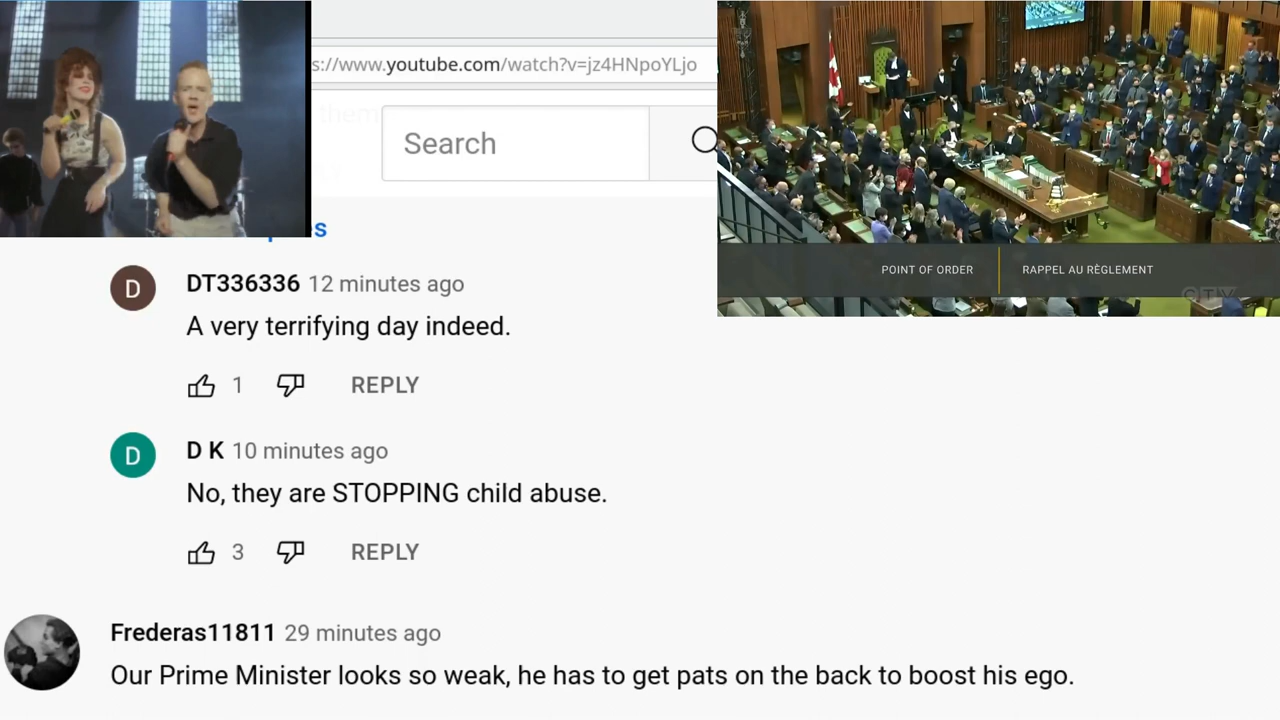 s://www.youtube.com/watch?v=jz4HNpoYLjo
Search
POINT OF ORDER
RAPPEL AU RÈGLEMENT
CTV
s
DT336336 12 minutes ago
A very terrifying day indeed.
1 REPLY
D
D K 10 minutes ago
No, they are STOPPING child abuse.
D
3 REPLY
Frederas11811 29 minutes ago
Our Prime Minister looks so weak, he has to get pats on the back to boost his ego.